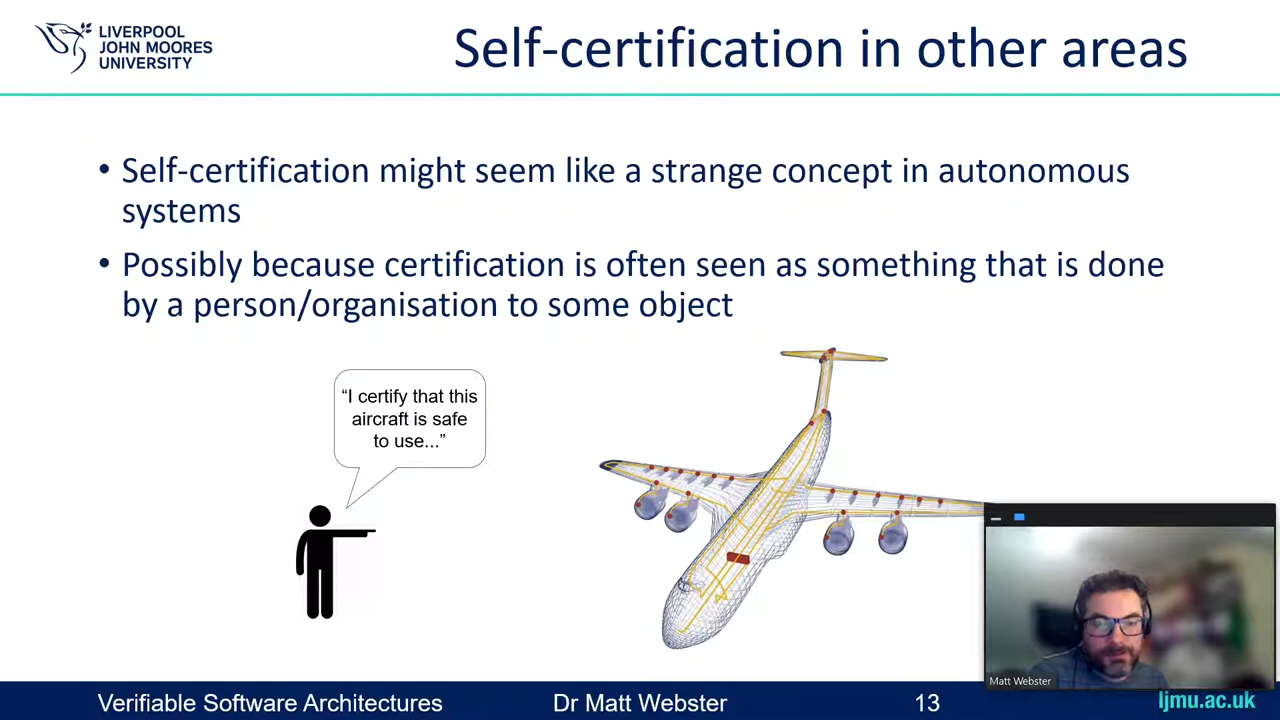 LIVERPOOL
JOHN MOORES
UNIVERSITY
Self-certification in other areas
• Self-certification might seem like a strange concept in autonomous
systems
• Possibly because certification is often seen as something that is done
by a person/organisation to some object
“I certify that this
aircraft is safe
to use...”
Matt Webster
Verifiable Software Architectures Dr Matt Webster 13 ljmu.ac.uk